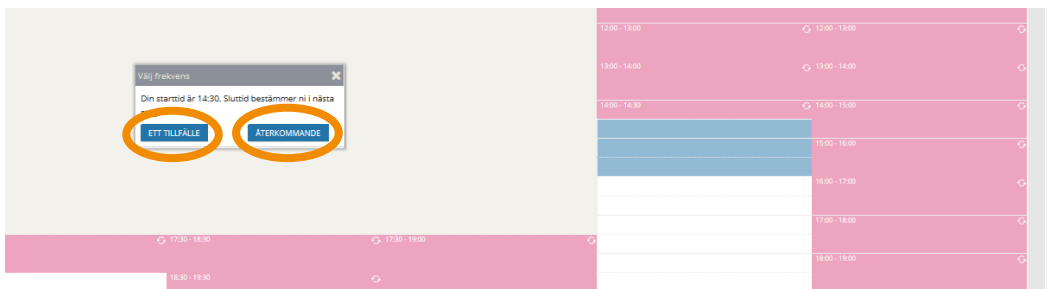 12:00 - 13:00
12:00 - 13:00
13:00 - 14:00
13:00 - 14:00
Välj frekvens
Din starttid är 14:30. Sluttid bestämmer ni i nästa
14:00 - 14:30
14:00 - 15:00
ETT TILLFÄLLE
ÅTERKOMMANDE
15:00 - 16:00
16:00 - 17:00
17:00 - 18:00
17:30 - 18:30
17:30 - 19:00
18:00 - 19:00
18:30 - 19:30